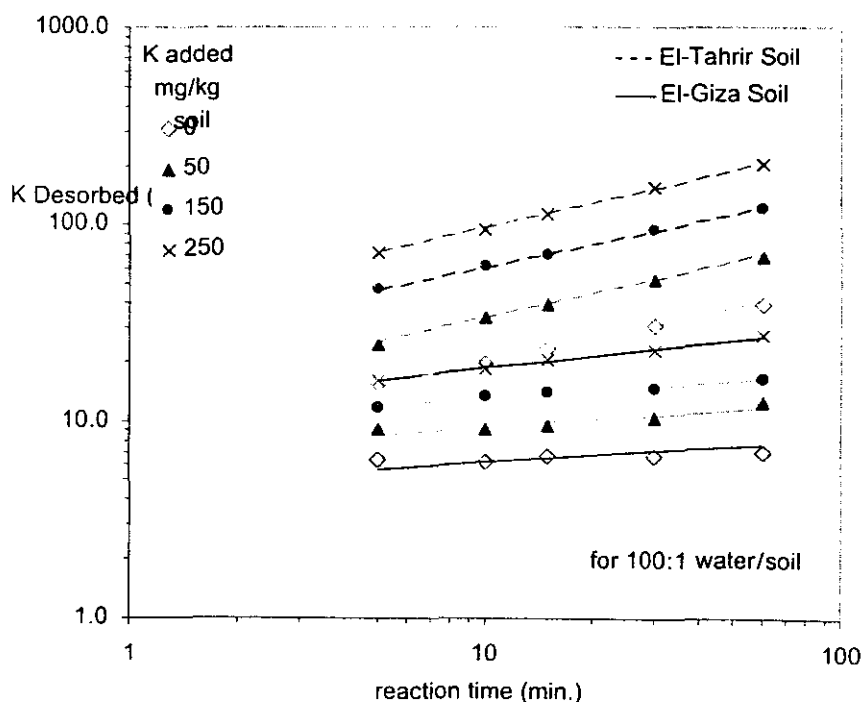 1000.0
K added
mg/kg
soil
0
50
K Desorbed (
100.0
150
250
El-Tahrir Soil
El-Giza Soil
10.0
1.0
for 100:1 water/soil
1
10
100
reaction time (min.)